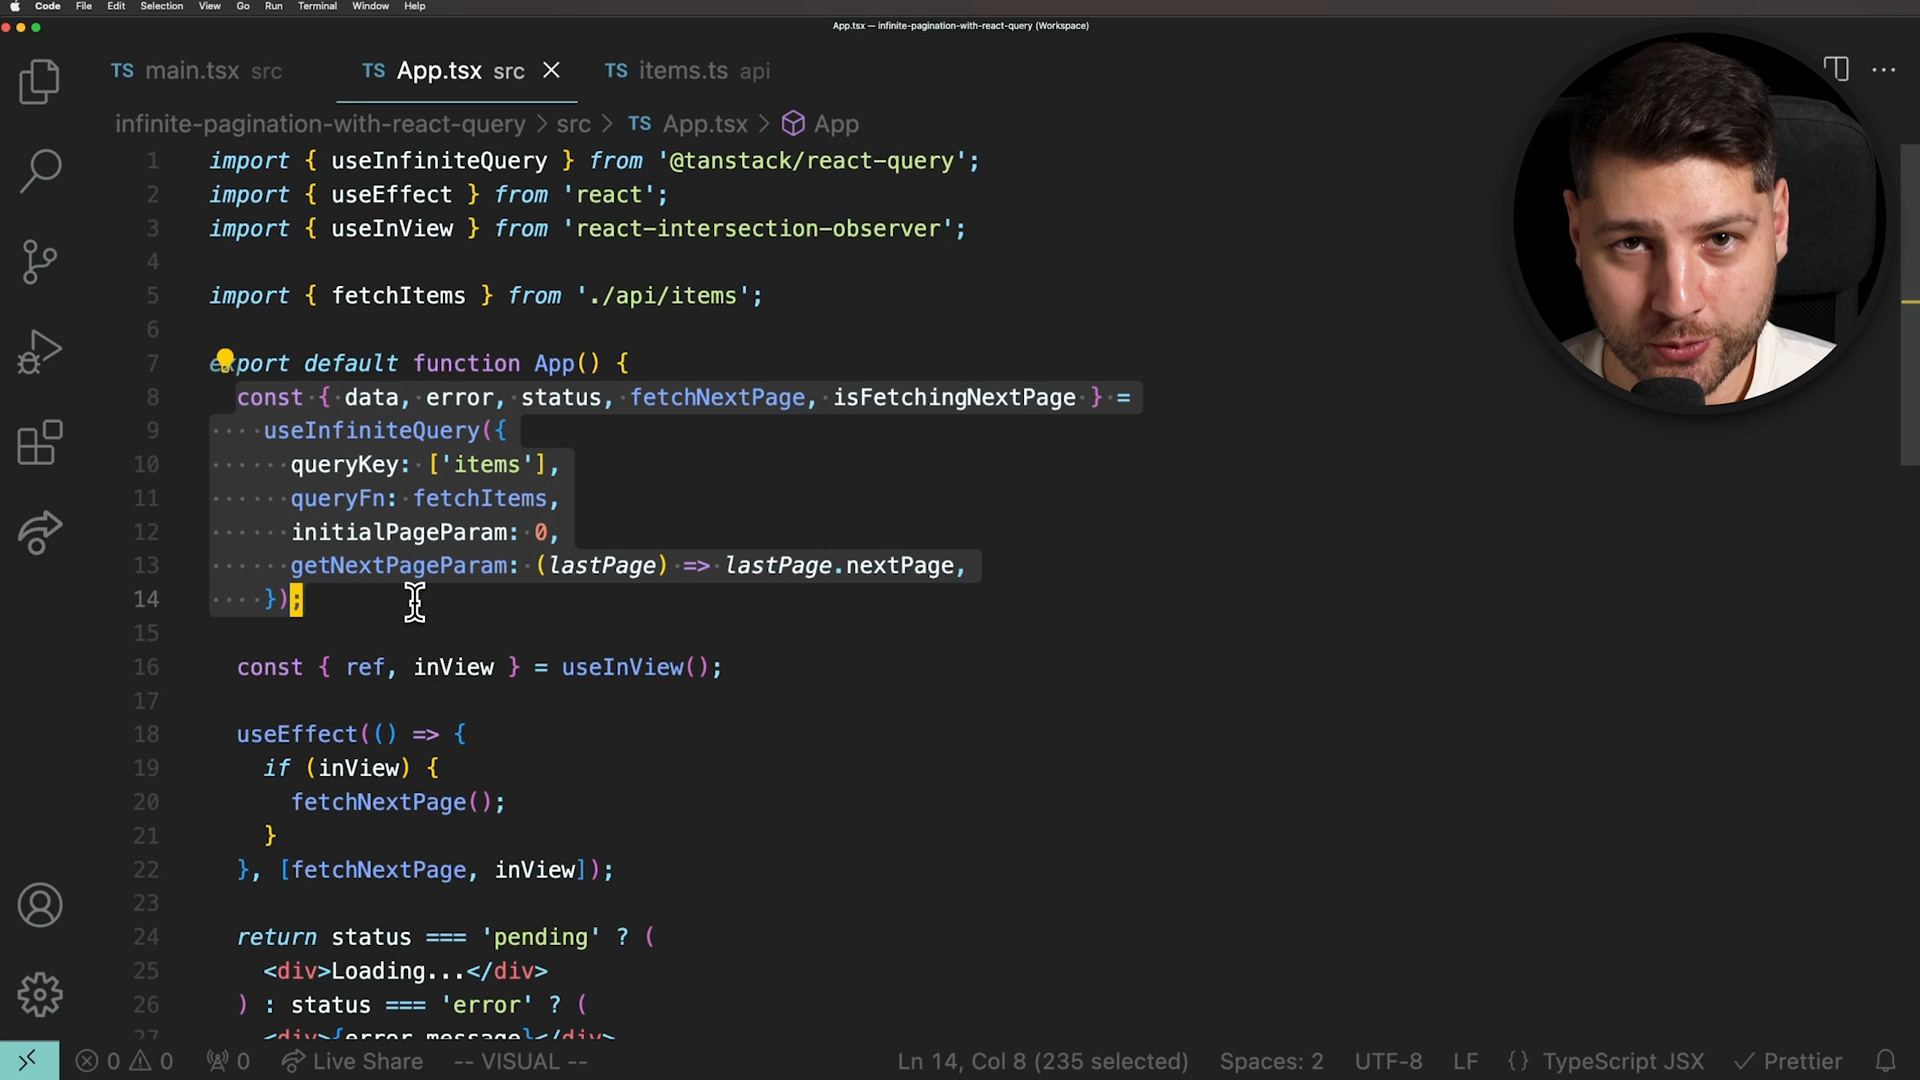 Code File Edit Selection View Go Run Terminal Window Help
App.tsx — infinite-pagination-with-react-query (Workspace)
TS main.tsx src TS App.tsx src TS items.ts api
infinite-pagination-with-react-query > src > TS App.tsx > App
1 import { useInfiniteQuery } from '@tanstack/react-query';
2 import { useEffect } from 'react';
3 import { useInView } from 'react-intersection-observer';
4
5 import { fetchItems } from './api/items';
6
7 export default function App() {
8 const { data, error, status, fetchNextPage, isFetchingNextPage } =
9 useInfiniteQuery({
10 queryKey: ['items'],
11 queryFn: fetchItems,
12 initialPageParam: 0,
13 getNextPageParam: (lastPage) => lastPage.nextPage,
14 });
15
16 const { ref, inView } = useInView();
17
18 useEffect(() => {
19 if (inView) {
20 fetchNextPage();
21 }
22 }, [fetchNextPage, inView]);
23
24 return status === 'pending' ? (
25 <div>Loading...</div>
26 ) : status === 'error' ? (
27 <div>{error.message}</div>
0 0 0 Live Share -- VISUAL -- Ln 14, Col 8 (235 selected) Spaces: 2 UTF-8 LF {} TypeScript JSX Prettier